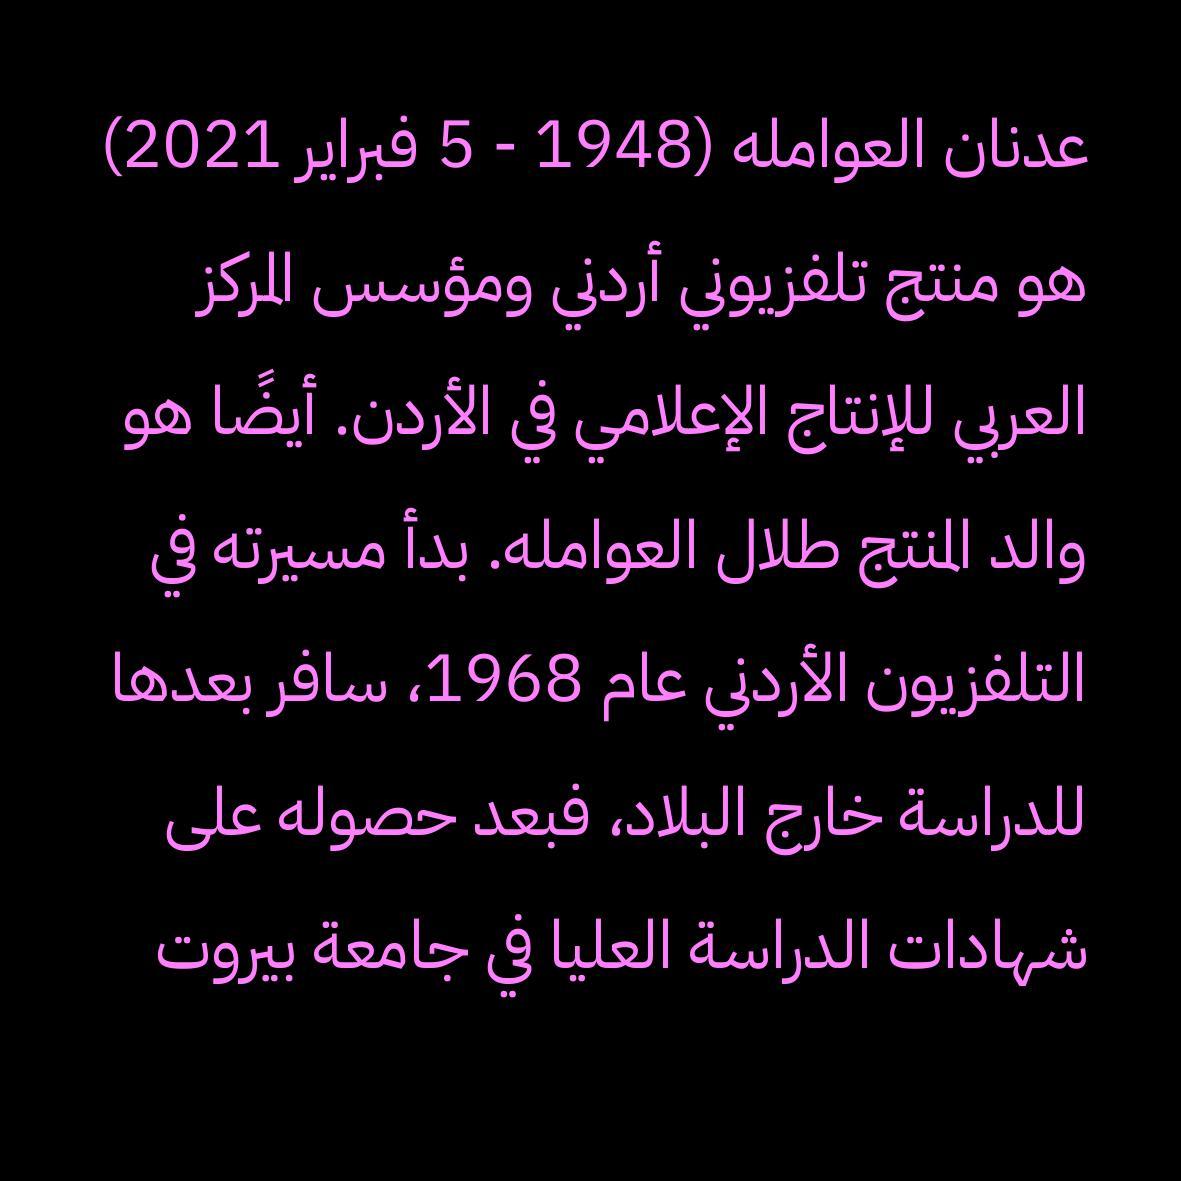 عدنان العوامله (1948 - 5 فبراير 2021)
هو منتج تلفزيوني أردني ومؤسس المركز
العربي للإنتاج الإعلامي في الأردن. أيضًا هو
والد المنتج طلال العوامله. بدأ مسيرته في
التلفزيون الأردني عام 1968، سافر بعدها
للدراسة خارج البلاد، فبعد حصوله على
شهادات الدراسة العليا في جامعة بيروت